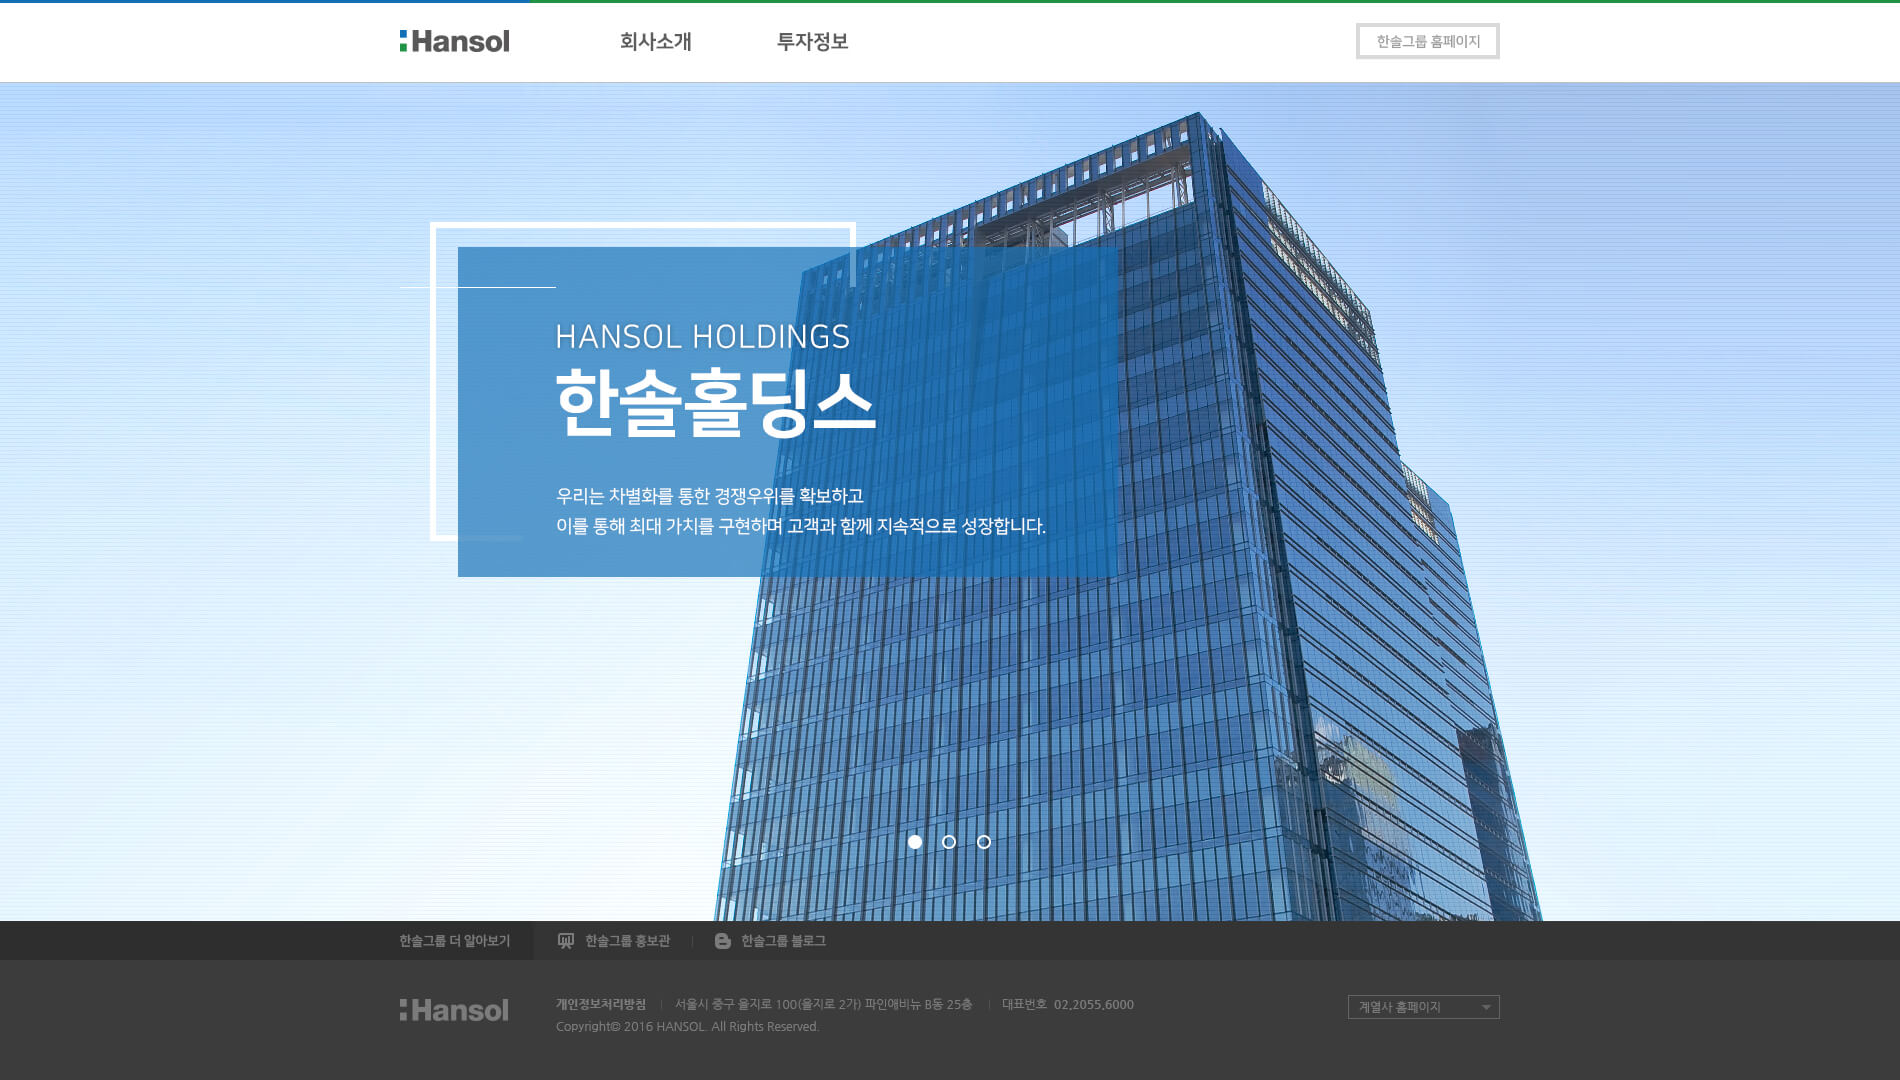 Hansol
회사소개
투자정보
한솔그룹 홈페이지
HANSOL HOLDINGS
한솔홀딩스
우리는 차별화를 통한 경쟁우위를 확보하고
이를 통해 최대 가치를 구현하며 고객과 함께 지속적으로 성장합니다.
한솔그룹 더 알아보기
한솔그룹 홍보관
한솔그룹 블로그
Hansol
개인정보처리방침
서울시 중구 을지로 100(을지로 2가) 파인애비뉴 B동 25층
대표번호 02.2055.6000
Copyright© 2016 HANSOL. All Rights Reserved.
계열사 홈페이지